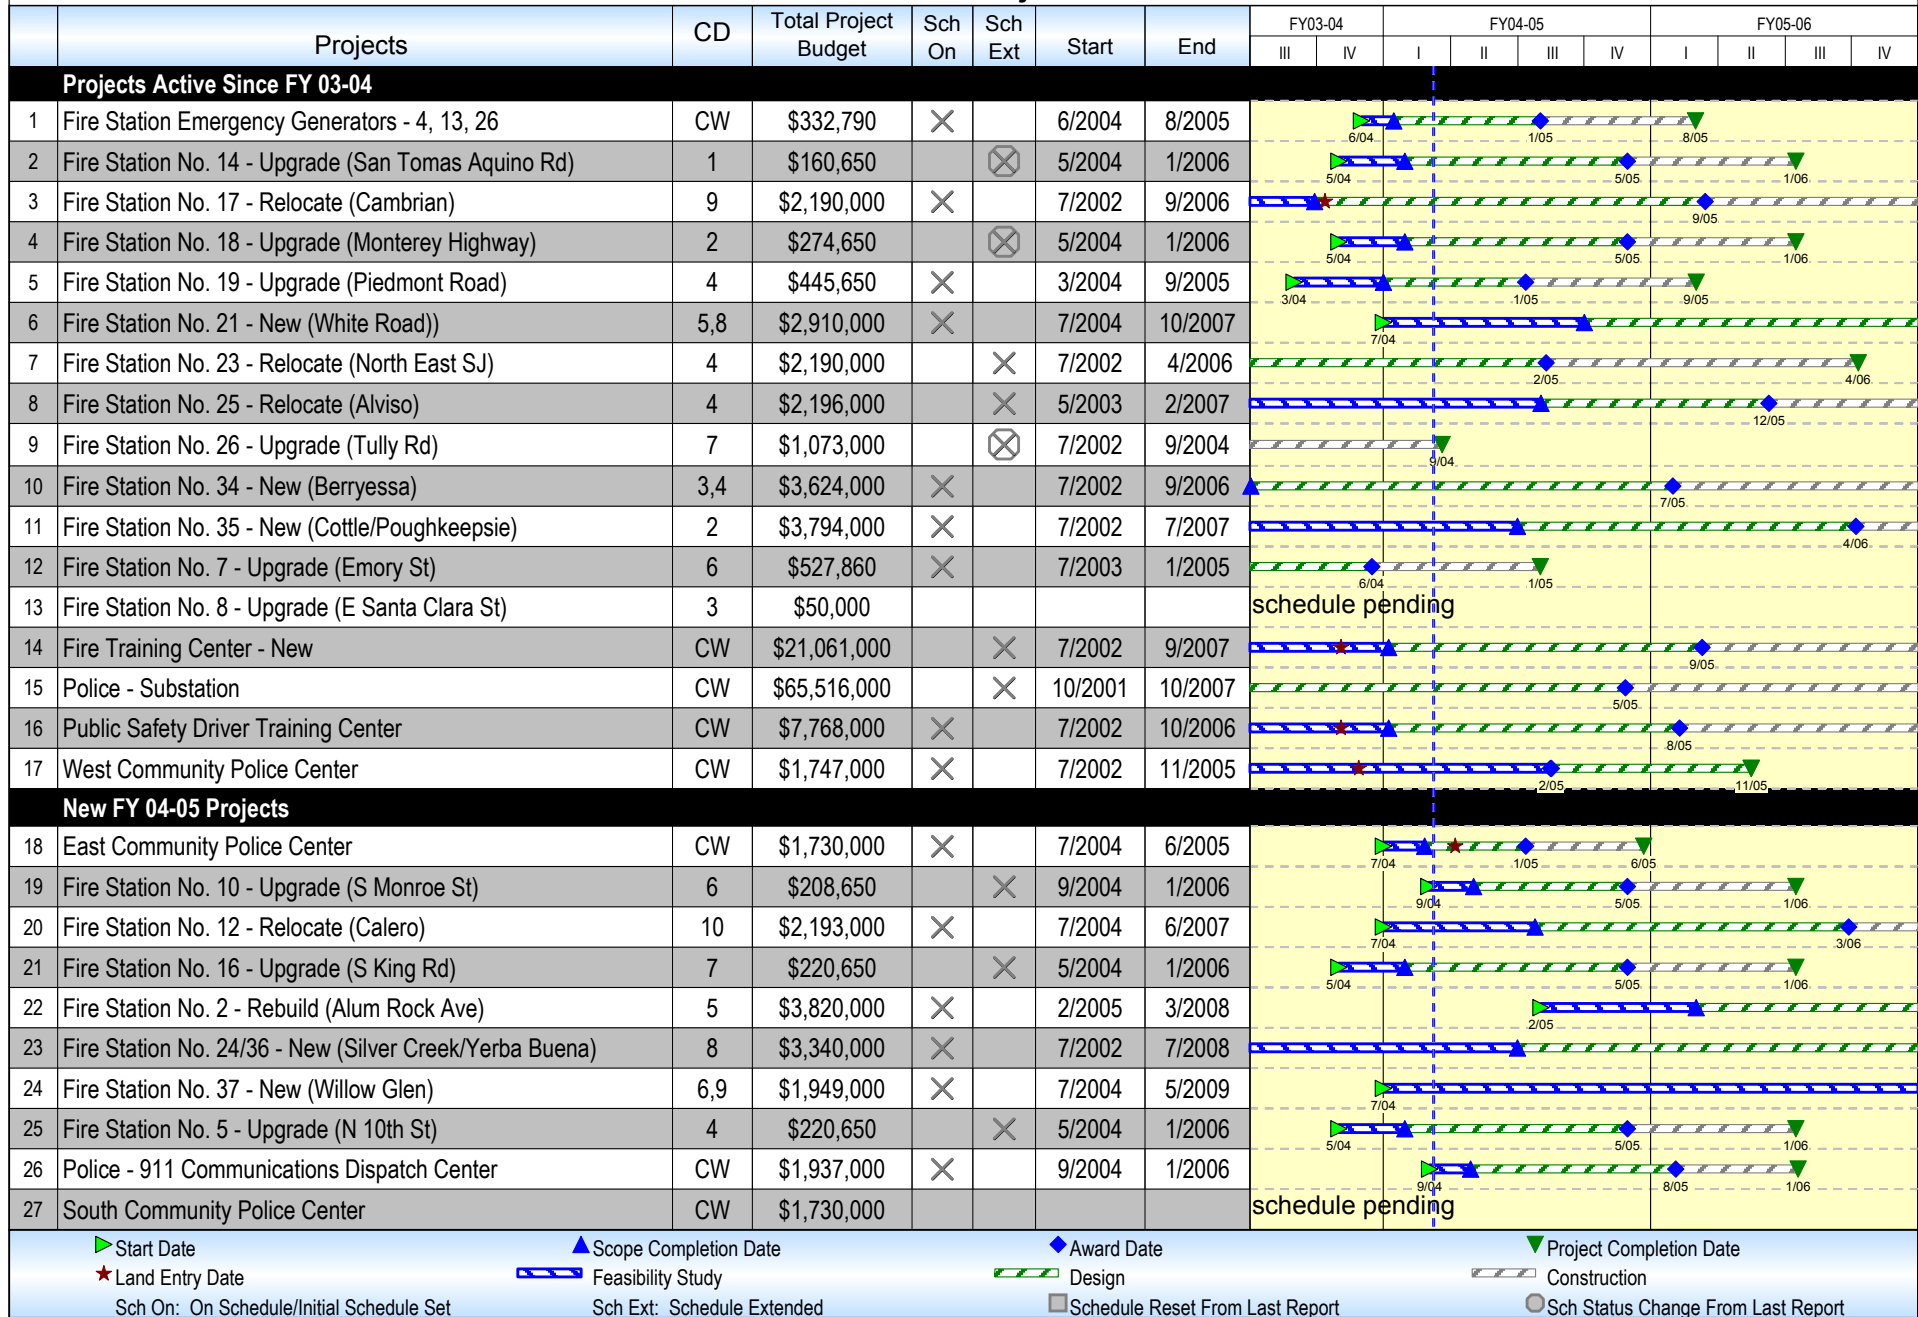 Projects CD Total Project Budget Sch On Sch Ext Start End FY03-04 FY04-05 FY05-06
III IV I II III IV I II III IV
Projects Active Since FY 03-04
1 Fire Station Emergency Generators - 4, 13, 26 CW $332,790 6/2004 8/2005 6/04 1/05 8/05
2 Fire Station No. 14 - Upgrade (San Tomas Aquino Rd) 1 $160,650 5/2004 1/2006 5/04 5/05 1/06
3 Fire Station No. 17 - Relocate (Cambrian) 9 $2,190,000 7/2002 9/2006 9/05
4 Fire Station No. 18 - Upgrade (Monterey Highway) 2 $274,650 5/2004 1/2006 5/04 5/05 1/06
5 Fire Station No. 19 - Upgrade (Piedmont Road) 4 $445,650 3/2004 9/2005 3/04 1/05 9/05
6 Fire Station No. 21 - New (White Road)) 5,8 $2,910,000 7/2004 10/2007 7/04
7 Fire Station No. 23 - Relocate (North East SJ) 4 $2,190,000 7/2002 4/2006 2/05 4/06
8 Fire Station No. 25 - Relocate (Alviso) 4 $2,196,000 5/2003 2/2007 12/05
9 Fire Station No. 26 - Upgrade (Tully Rd) 7 $1,073,000 7/2002 9/2004 9/04
10 Fire Station No. 34 - New (Berryessa) 3,4 $3,624,000 7/2002 9/2006 7/05
11 Fire Station No. 35 - New (Cottle/Poughkeepsie) 2 $3,794,000 7/2002 7/2007 4/06
12 Fire Station No. 7 - Upgrade (Emory St) 6 $527,860 7/2003 1/2005 6/04 1/05
13 Fire Station No. 8 - Upgrade (E Santa Clara St) 3 $50,000 schedule pending
14 Fire Training Center - New CW $21,061,000 7/2002 9/2007 9/05
15 Police - Substation CW $65,516,000 10/2001 10/2007 5/05
16 Public Safety Driver Training Center CW $7,768,000 7/2002 10/2006 8/05
17 West Community Police Center CW $1,747,000 7/2002 11/2005 2/05 11/05
New FY 04-05 Projects
18 East Community Police Center CW $1,730,000 7/2004 6/2005 7/04 1/05 6/05
19 Fire Station No. 10 - Upgrade (S Monroe St) 6 $208,650 9/2004 1/2006 9/04 5/05 1/06
20 Fire Station No. 12 - Relocate (Calero) 10 $2,193,000 7/2004 6/2007 7/04 3/06
21 Fire Station No. 16 - Upgrade (S King Rd) 7 $220,650 5/2004 1/2006 5/04 5/05 1/06
22 Fire Station No. 2 - Rebuild (Alum Rock Ave) 5 $3,820,000 2/2005 3/2008 2/05
23 Fire Station No. 24/36 - New (Silver Creek/Yerba Buena) 8 $3,340,000 7/2002 7/2008
24 Fire Station No. 37 - New (Willow Glen) 6,9 $1,949,000 7/2004 5/2009 7/04
25 Fire Station No. 5 - Upgrade (N 10th St) 4 $220,650 5/2004 1/2006 5/04 5/05 1/06
26 Police - 911 Communications Dispatch Center CW $1,937,000 9/2004 1/2006 9/04 8/05 1/06
27 South Community Police Center CW $1,730,000 schedule pending
Start Date Scope Completion Date Award Date Project Completion Date
Land Entry Date Feasibility Study Design Construction
Sch On: On Schedule/Initial Schedule Set Sch Ext: Schedule Extended Schedule Reset From Last Report Sch Status Change From Last Report